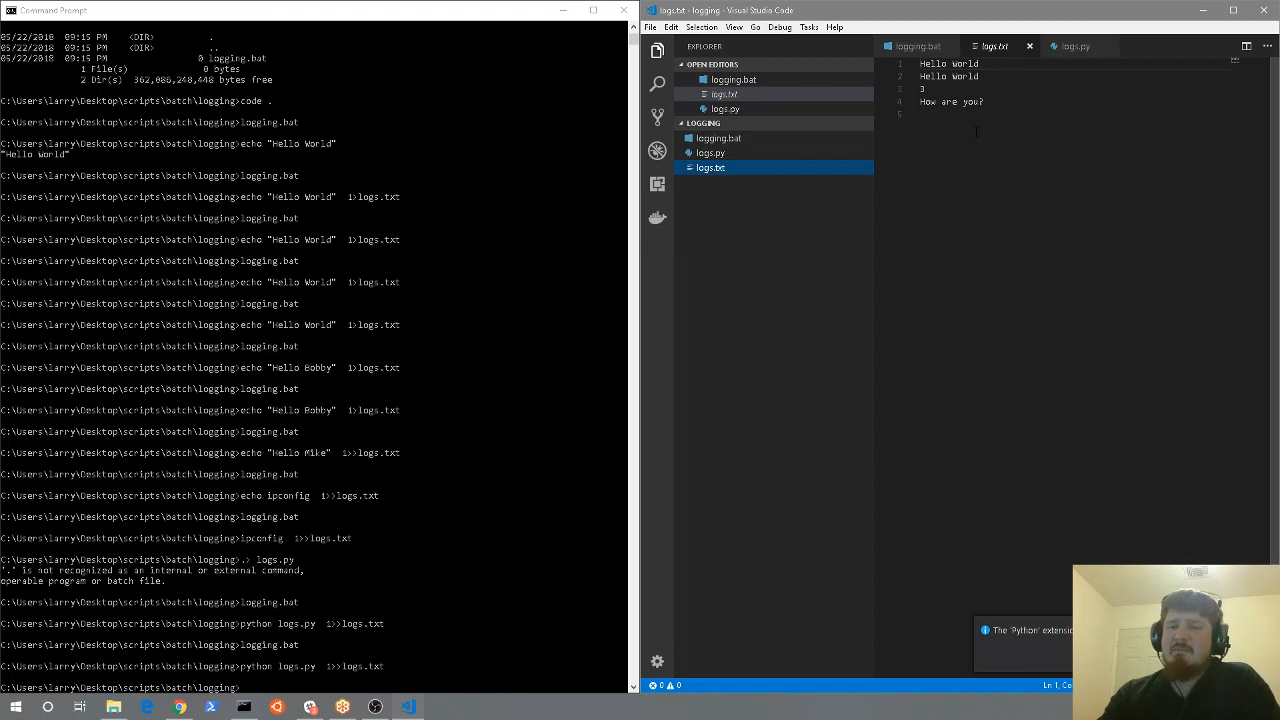 Command Prompt
05/22/2018  09:15 PM    <DIR>          .
05/22/2018  09:15 PM    <DIR>          ..
05/22/2018  09:15 PM                 0 logging.bat
1 File(s)              0 bytes
2 Dir(s)  362,086,248,448 bytes free
C:\Users\larry\Desktop\scripts\batch\logging>code .
C:\Users\larry\Desktop\scripts\batch\logging>logging.bat
C:\Users\larry\Desktop\scripts\batch\logging>echo "Hello World"
"Hello World"
C:\Users\larry\Desktop\scripts\batch\logging>logging.bat
C:\Users\larry\Desktop\scripts\batch\logging>echo "Hello World"  1>logs.txt
C:\Users\larry\Desktop\scripts\batch\logging>logging.bat
C:\Users\larry\Desktop\scripts\batch\logging>echo "Hello World"  1>logs.txt
C:\Users\larry\Desktop\scripts\batch\logging>logging.bat
C:\Users\larry\Desktop\scripts\batch\logging>echo "Hello World"  1>logs.txt
C:\Users\larry\Desktop\scripts\batch\logging>logging.bat
C:\Users\larry\Desktop\scripts\batch\logging>echo "Hello World"  1>logs.txt
C:\Users\larry\Desktop\scripts\batch\logging>logging.bat
C:\Users\larry\Desktop\scripts\batch\logging>echo "Hello Bobby"  1>logs.txt
C:\Users\larry\Desktop\scripts\batch\logging>logging.bat
C:\Users\larry\Desktop\scripts\batch\logging>echo "Hello Bobby"  1>logs.txt
C:\Users\larry\Desktop\scripts\batch\logging>logging.bat
C:\Users\larry\Desktop\scripts\batch\logging>echo "Hello Mike"  1>>logs.txt
C:\Users\larry\Desktop\scripts\batch\logging>logging.bat
C:\Users\larry\Desktop\scripts\batch\logging>echo ipconfig  1>>logs.txt
C:\Users\larry\Desktop\scripts\batch\logging>logging.bat
C:\Users\larry\Desktop\scripts\batch\logging>ipconfig  1>>logs.txt
C:\Users\larry\Desktop\scripts\batch\logging>.> logs.py
'.' is not recognized as an internal or external command,
operable program or batch file.
C:\Users\larry\Desktop\scripts\batch\logging>logging.bat
C:\Users\larry\Desktop\scripts\batch\logging>python logs.py  1>>logs.txt
C:\Users\larry\Desktop\scripts\batch\logging>logging.bat
C:\Users\larry\Desktop\scripts\batch\logging>python logs.py  1>>logs.txt
C:\Users\larry\Desktop\scripts\batch\logging>
logs.txt - logging - Visual Studio Code
File Edit Selection View Go Debug Tasks Help
EXPLORER
OPEN EDITORS
logging.bat
logs.txt
logs.py
LOGGING
logging.bat
logs.py
logs.txt
logging.bat logs.txt logs.py
1 Hello World
2 Hello World
3 3
4 How are you?
5
The 'Python' extensio
0 0
Ln 1, Co